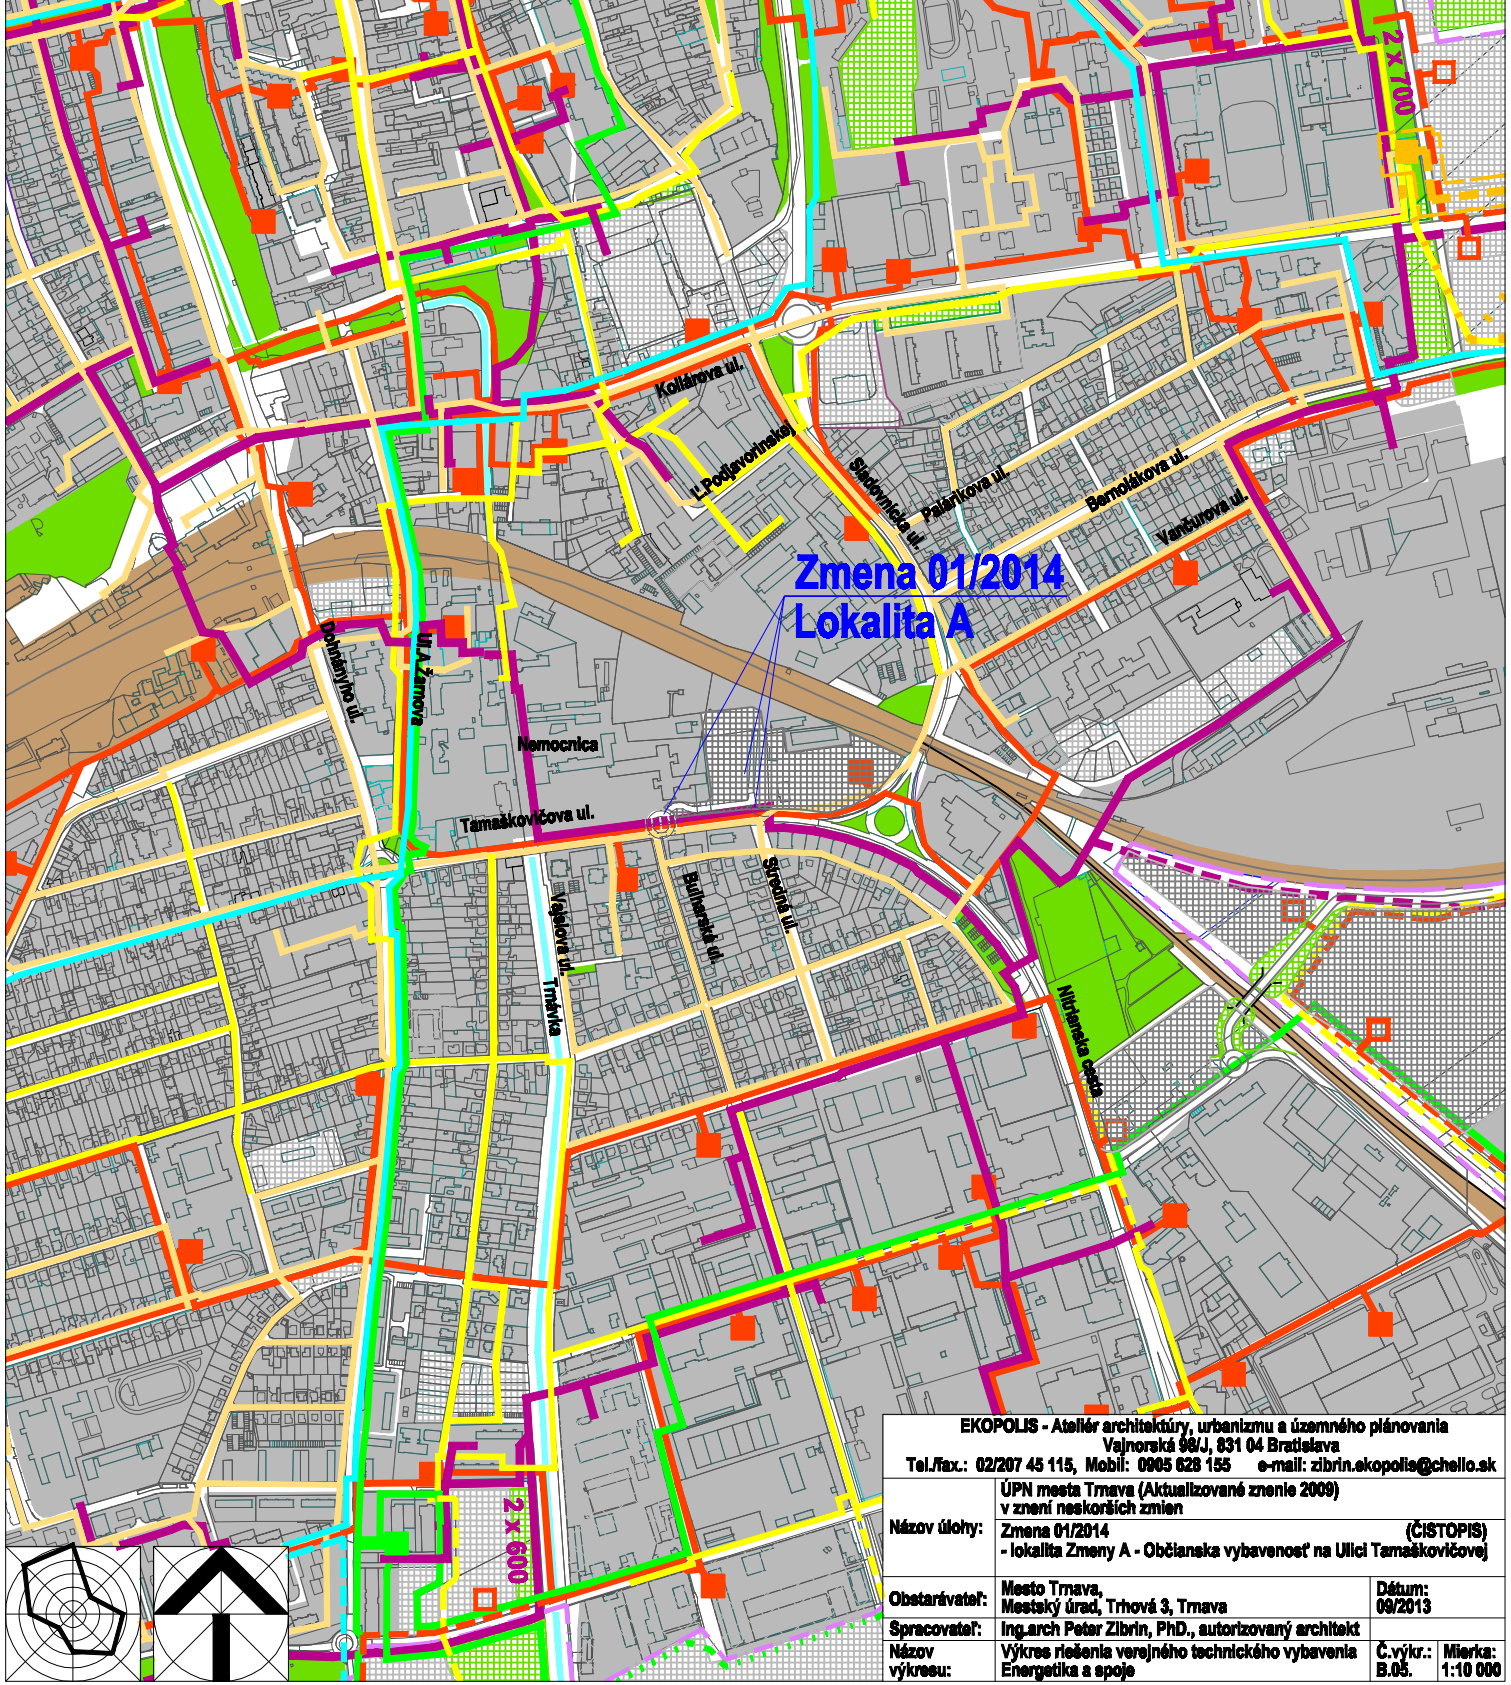 2 x 700
Kollárova ul.
Ľ.Podjavorinskej
Sladovnícka ul.
Palárikova ul.
Bernolákova ul.
Vančurova ul.
Zmena 01/2014
Lokalita A
Dohnányho ul.
Ul.A.Žarnova
Nemocnica
Tamaškovičova ul.
Vajslova ul.
Bulharská ul.
Stredná ul.
Trnávka
Nitrianska cesta
2 x 600
EKOPOLIS - Ateliér architektúry, urbanizmu a územného plánovania
Vajnorská 98/J, 831 04 Bratislava
Tel./fax.: 02/207 45 115, Mobil: 0905 628 155 e-mail: zibrin.ekopolis@chello.sk
Názov úlohy:
ÚPN mesta Trnava (Aktualizované znenie 2009)
v znení neskorších zmien
Zmena 01/2014 (ČISTOPIS)
- lokalita Zmeny A - Občianska vybavenosť na Ulici Tamaškovičovej
Obstarávateľ:
Mesto Trnava,
Mestský úrad, Trhová 3, Trnava
Dátum:
09/2013
Spracovateľ: Ing.arch Peter Zibrin, PhD., autorizovaný architekt
Názov
výkresu:
Výkres riešenia verejného technického vybavenia
Energetika a spoje
Č.výkr.:
B.05.
Mierka:
1:10 000